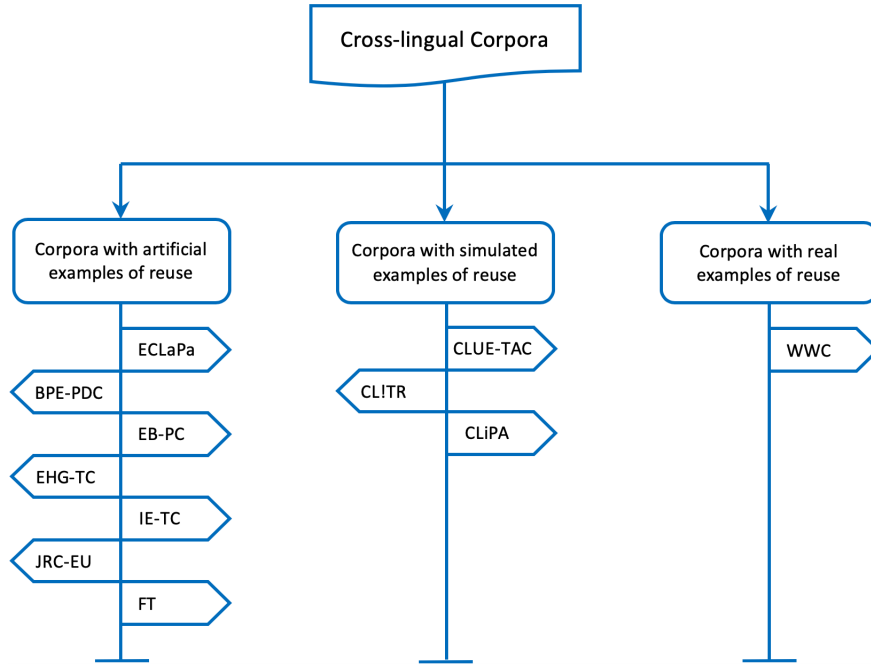 Cross-lingual Corpora
Corpora with artificial
examples of reuse
Corpora with simulated
examples of reuse
Corpora with real
examples of reuse
ECLaPa
BPE-PDC
EB-PC
EHG-TC
IE-TC
JRC-EU
FT
CLUE-TAC
CL!TR
CLiPA
WWC